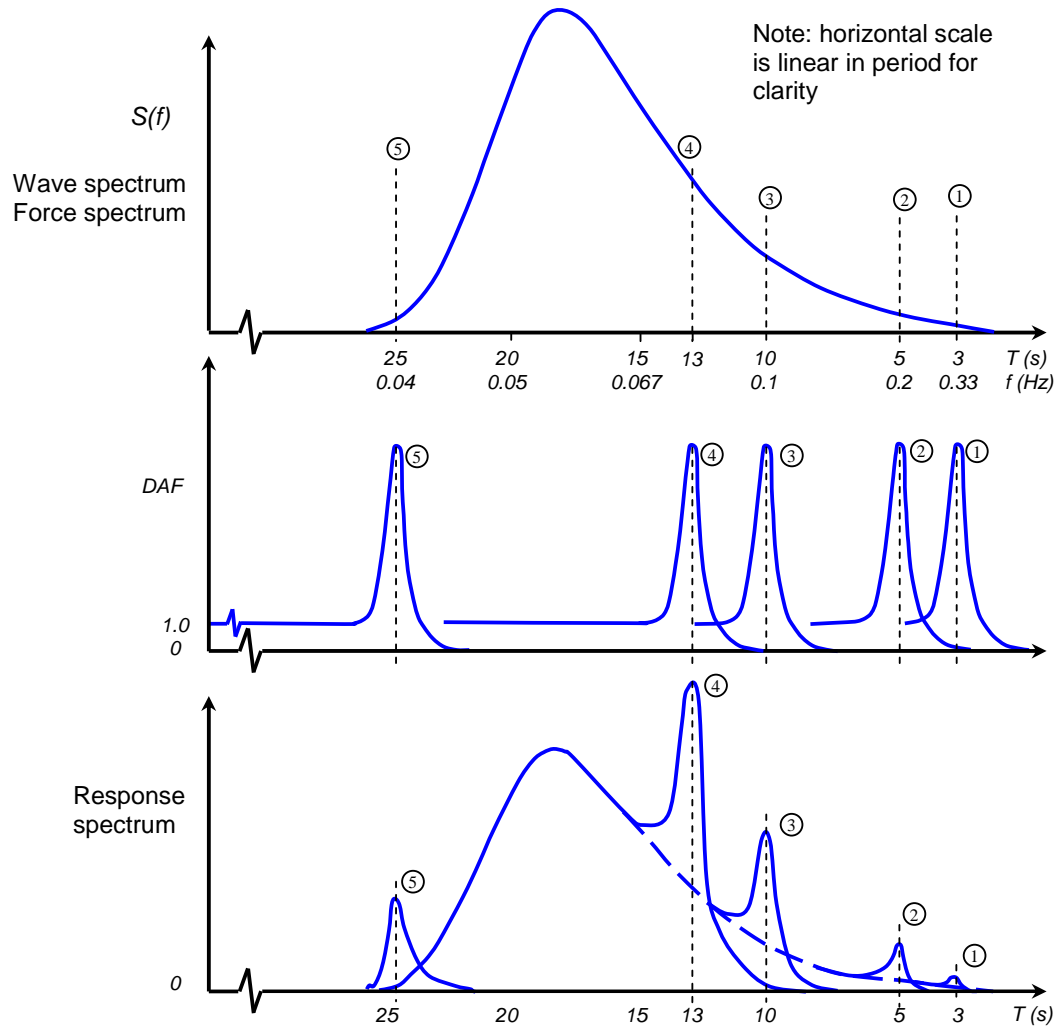 Note: horizontal scale
is linear in period for
clarity
S(f)
Wave spectrum
Force spectrum
⑤
④
③
②
①
25 20 15 13 10 5 3 T (s)
0.04 0.05 0.067 0.1 0.2 0.33 f (Hz)
DAF
⑤ ④ ③ ② ①
1.0
0
Response
spectrum
④
③
⑤
②
①
0
25 20 15 13 10 5 3 T (s)